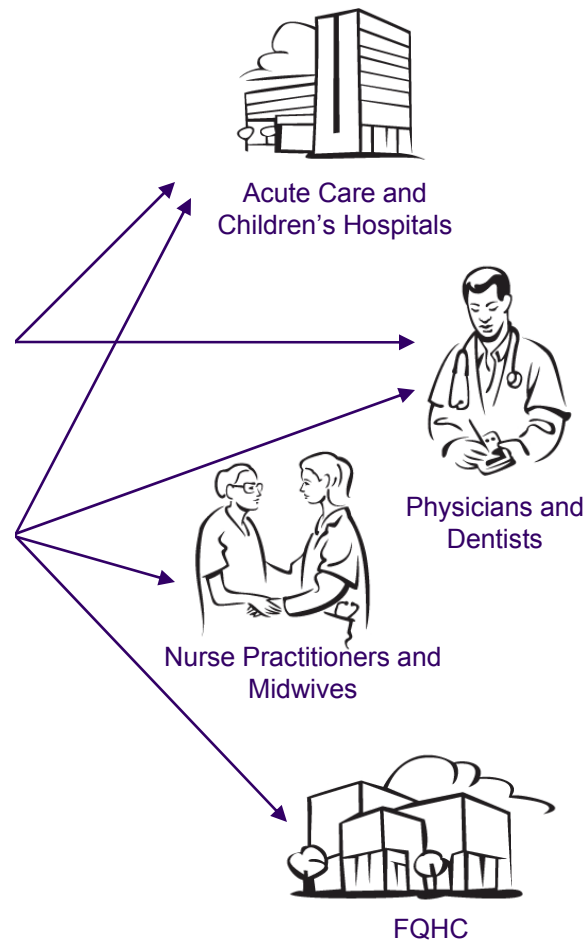 Acute Care and
Children's Hospitals
Physicians and
Dentists
Nurse Practitioners and
Midwives
FQHC